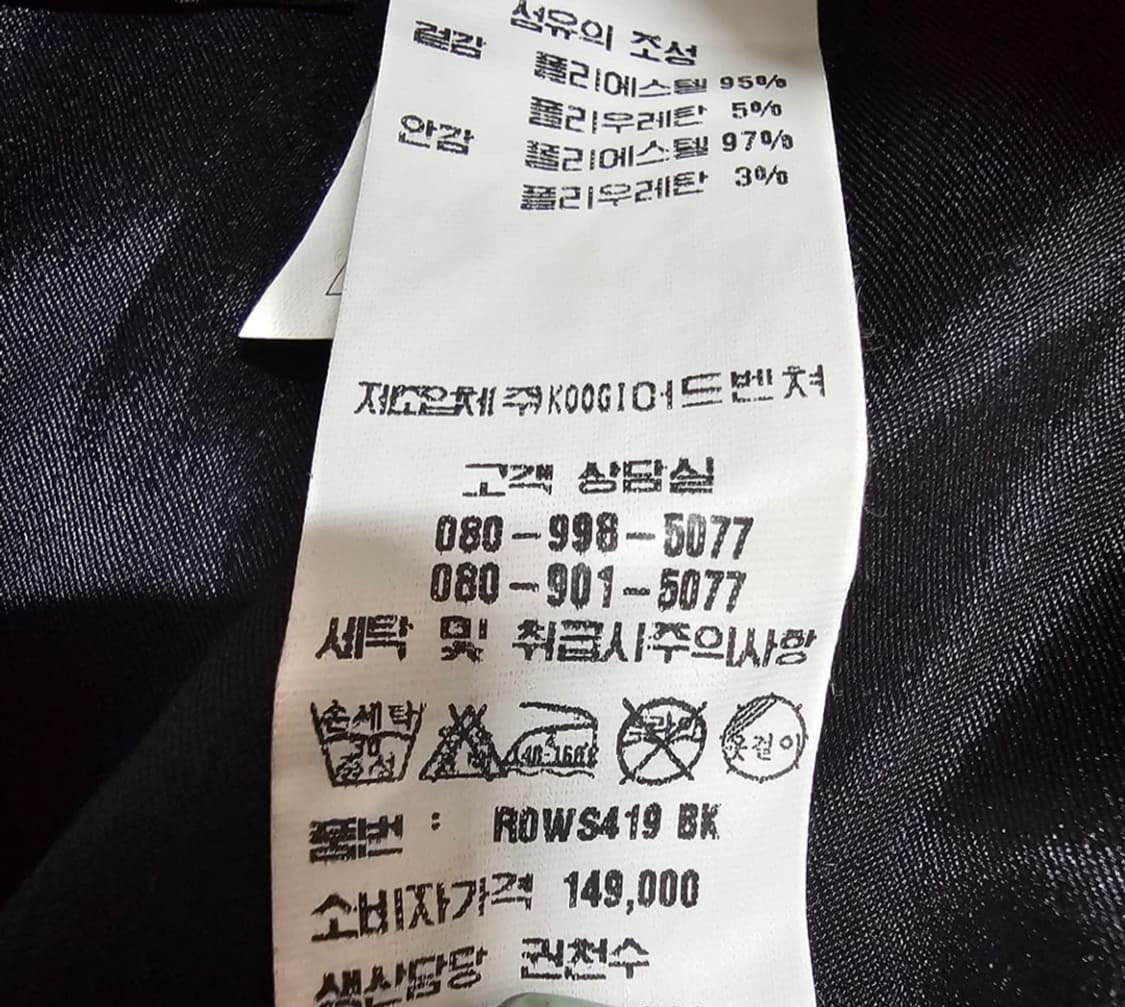 섬유의 조성
겉감 폴리에스텔 95%
폴리우레탄 5%
안감 폴리에스텔 97%
폴리우레탄 3%
제조업체 ㈜KOOGI어드벤쳐
고객 상담실
080-998-5077
080-901-5077
세탁 및 취급시주의사항
손세탁 30 중성 140-160℃ 드라이 옷걸이
품번 : ROWS419 BK
소비자가격 149,000
생산담당 권천수